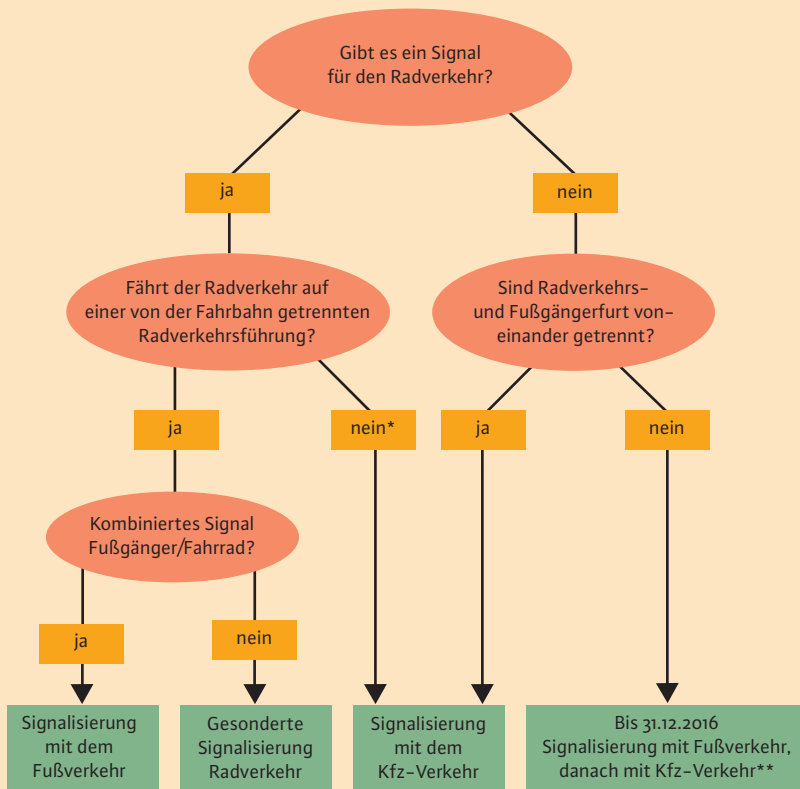 Gibt es ein Signal
für den Radverkehr?
ja
nein
Fährt der Radverkehr auf
einer von der Fahrbahn getrennten
Radverkehrsführung?
Sind Radverkehrs-
und Fußgängerfurt von-
einander getrennt?
ja
nein*
ja
nein
Kombiniertes Signal
Fußgänger/Fahrrad?
ja
nein
Signalisierung
mit dem
Fußverkehr
Gesonderte
Signalisierung
Radverkehr
Signalisierung
mit dem
Kfz-Verkehr
Bis 31.12.2016
Signalisierung mit Fußverkehr,
danach mit Kfz-Verkehr**